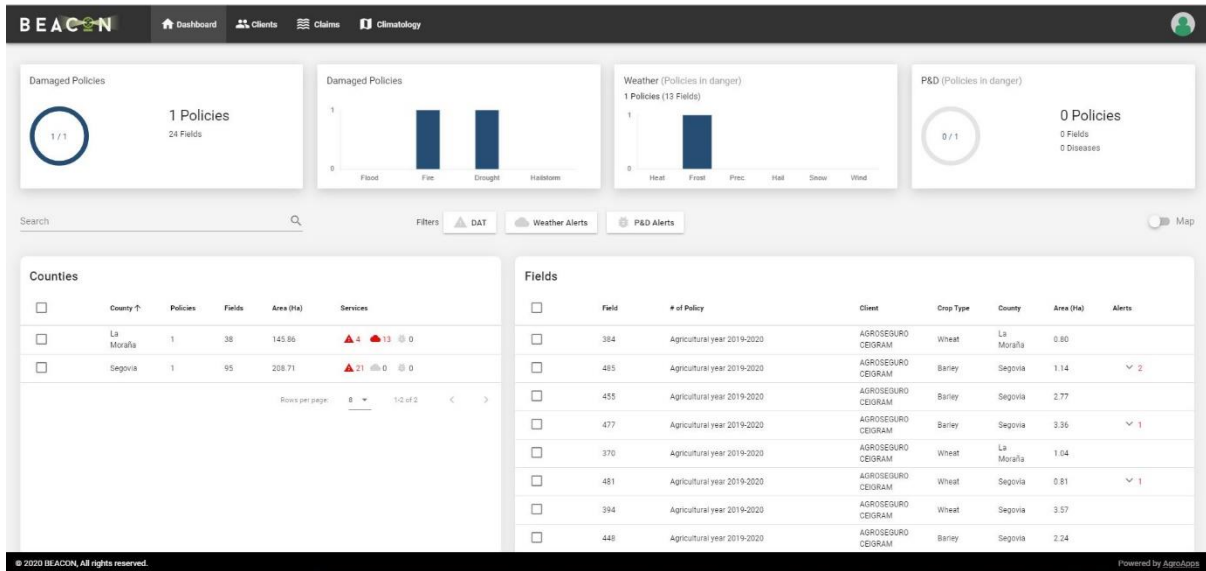 BEACON Dashboard Clients Claims Climatology
Damaged Policies
1 / 1
1 Policies
24 Fields
Damaged Policies
1
0
Flood Fire Drought Hailstorm
Weather (Policies in danger)
1 Policies (13 Fields)
1
0
Heat Frost Prec. Hail Snow Wind
P&D (Policies in danger)
0 / 1
0 Policies
0 Fields
0 Diseases
Search
Filters DAT Weather Alerts P&D Alerts
Map
Counties
County ↑ Policies Fields Area (Ha) Services
La Moraña 1 38 145.86 4 13 0
Segovia 1 95 208.71 21 0 0
Rows per page: 8 1-2 of 2 < >
Fields
Field # of Policy Client Crop Type County Area (Ha) Alerts
384 Agricultural year 2019-2020 AGROSEGURO CEIGRAM Wheat La Moraña 0.80
485 Agricultural year 2019-2020 AGROSEGURO CEIGRAM Barley Segovia 1.14 2
455 Agricultural year 2019-2020 AGROSEGURO CEIGRAM Barley Segovia 2.77
477 Agricultural year 2019-2020 AGROSEGURO CEIGRAM Barley Segovia 3.36 1
370 Agricultural year 2019-2020 AGROSEGURO CEIGRAM Wheat La Moraña 1.04
481 Agricultural year 2019-2020 AGROSEGURO CEIGRAM Wheat Segovia 0.81 1
394 Agricultural year 2019-2020 AGROSEGURO CEIGRAM Wheat Segovia 3.57
448 Agricultural year 2019-2020 AGROSEGURO CEIGRAM Barley Segovia 2.24
© 2020 BEACON, All rights reserved.
Powered by AgroApps